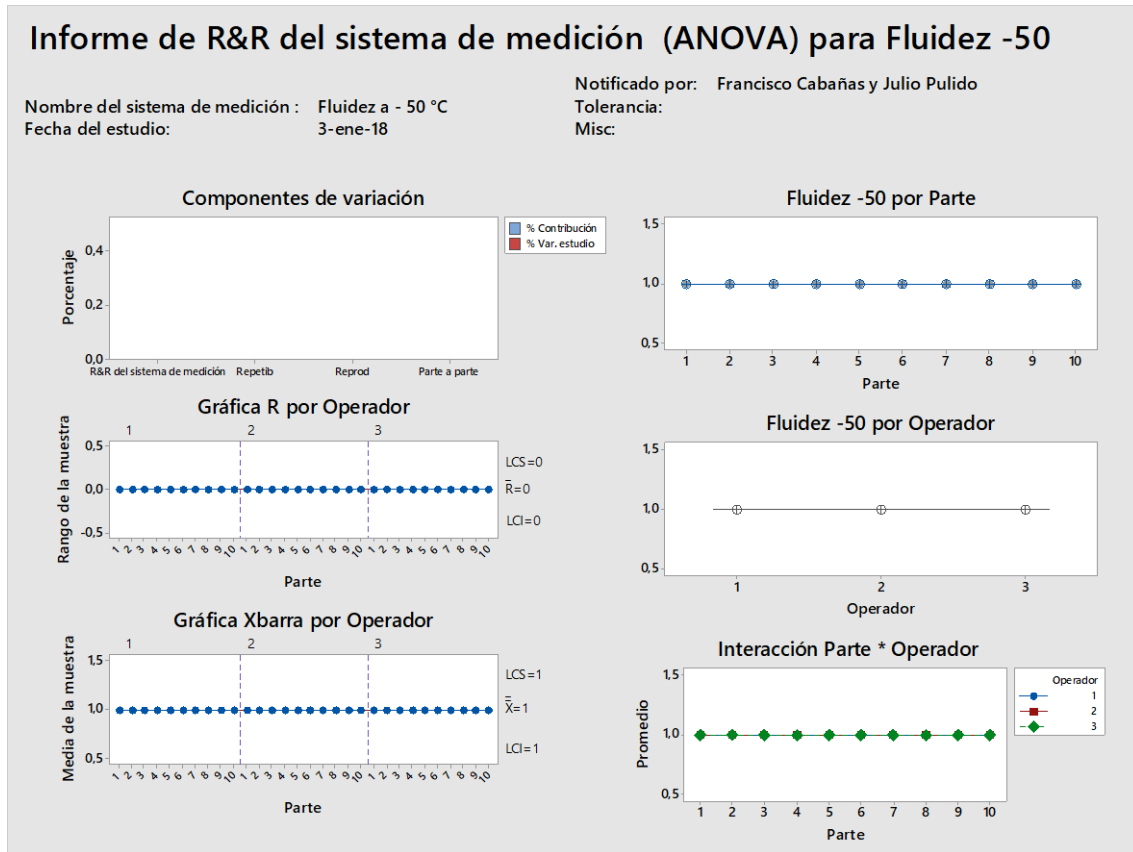 Informe de R&R del sistema de medición (ANOVA) para Fluidez -50
Nombre del sistema de medición : Fluidez a - 50 °C
Fecha del estudio: 3-ene-18
Notificado por: Francisco Cabañas y Julio Pulido
Tolerancia:
Misc:
Componentes de variación
% Contribución
% Var. estudio
Porcentaje
0,4
0,2
0,0
R&R del sistema de medición Repetib Reprod Parte a parte
Gráfica R por Operador
1 2 3
Rango de la muestra
0,5
0,0
-0,5
LCS=0
R=0
LCI=0
1 2 3 4 5 6 7 8 9 10 1 2 3 4 5 6 7 8 9 10 1 2 3 4 5 6 7 8 9 10
Parte
Gráfica Xbarra por Operador
1 2 3
Media de la muestra
1,5
1,0
0,5
LCS=1
X=1
LCI=1
1 2 3 4 5 6 7 8 9 10 1 2 3 4 5 6 7 8 9 10 1 2 3 4 5 6 7 8 9 10
Parte
Fluidez -50 por Parte
1,5
1,0
0,5
1 2 3 4 5 6 7 8 9 10
Parte
Fluidez -50 por Operador
1,5
1,0
0,5
1 2 3
Operador
Interacción Parte * Operador
Promedio
1,5
1,0
0,5
1 2 3 4 5 6 7 8 9 10
Parte
Operador
1
2
3